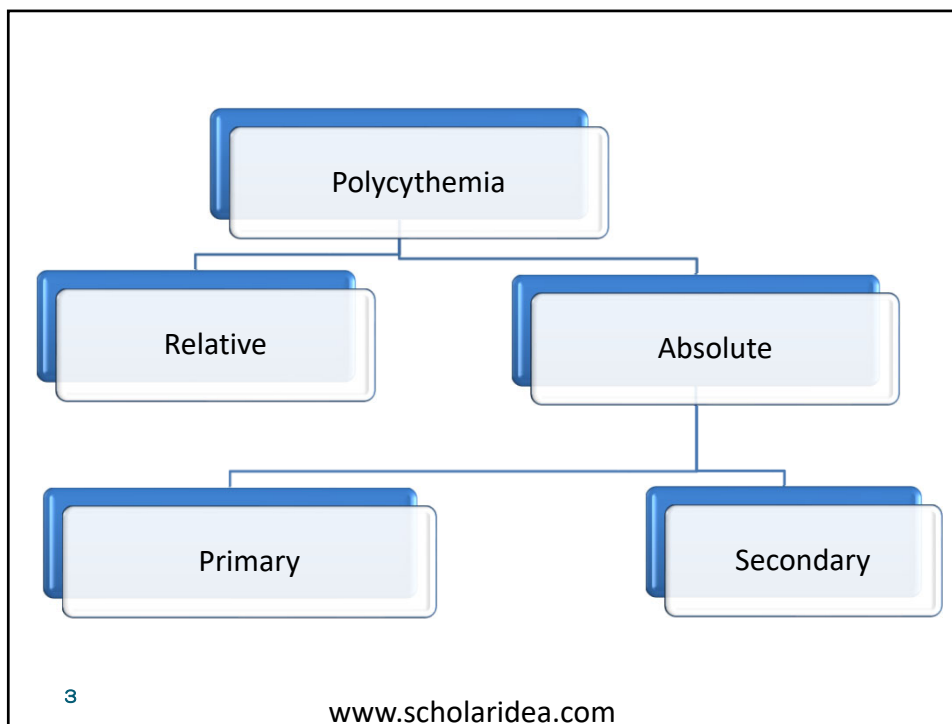 Polycythemia
Relative
Absolute
Primary
Secondary
3
www.scholaridea.com